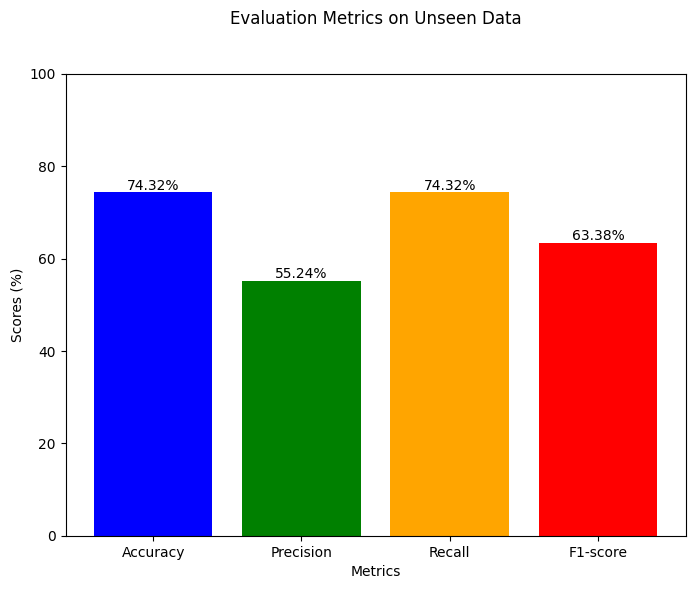 Evaluation Metrics on Unseen Data
100
80
60
40
20
0
Scores (%)
74.32%
55.24%
74.32%
63.38%
Accuracy
Precision
Recall
F1-score
Metrics